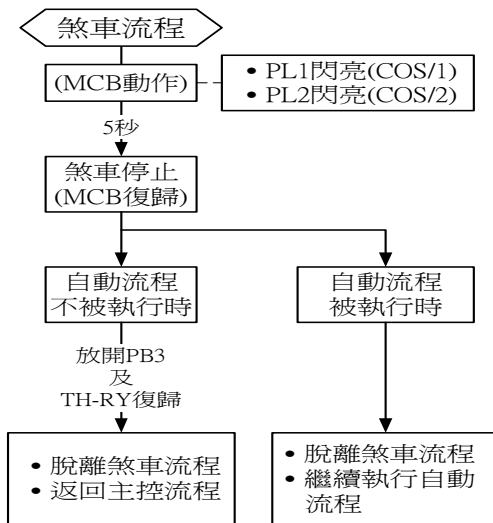 煞車流程
(MCB動作)
• PL1閃亮(COS/1)
• PL2閃亮(COS/2)
5秒
煞車停止
(MCB復歸)
自動流程
不被執行時
自動流程
被執行時
放開PB3
及
TH-RY復歸
• 脫離煞車流程
• 返回主控流程
• 脫離煞車流程
• 繼續執行自動
流程